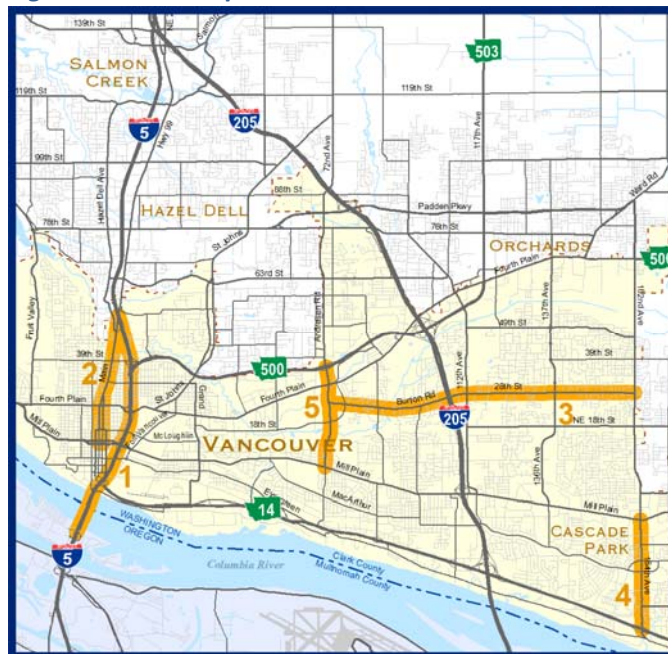 139th St
NE
503
SALMON
CREEK
119th St
119th St
5
205
Hwy 99
72nd Ave
117th Ave
99th St
Hazel Dell Ave
88th St
Ward Rd
HAZEL DELL
Padden Pkwy
78th St
St Johns
78th St
ORCHARDS
Fourth Plain
500
63rd St
Andresen Rd
137th Ave
162nd Ave
Fruit Valley
49th St
39th St
2
Main
39th St
500
112th Ave
Fourth Plain
St Johns
Grand
Fourth Plain
5
Burton Rd
28th St
205
3
Mill Plain
18th St
NE 18th St
McLoughlin
VANCOUVER
136th Ave
Mill Plain
1
Evergreen
MacArthur
Mill Plain
14
WASHINGTON
OREGON
CASCADE
PARK
5
Clark County
Multnomah County
Columbia River
164th Ave
4